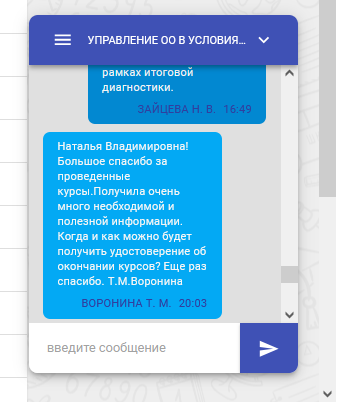 УПРАВЛЕНИЕ ОО В УСЛОВИЯ...
рамках итоговой
диагностики.
ЗАЙЦЕВА Н. В. 16:49
Наталья Владимировна!
Большое спасибо за
проведенные
курсы.Получила очень
много необходимой и
полезной информации.
Когда и как можно будет
получить удостоверение об
окончании курсов? Еще раз
спасибо. Т.М.Воронина
ВОРОНИНА Т. М. 20:03
введите сообщение